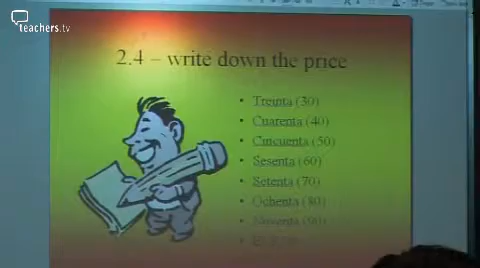 teachers.tv
2.4 – write down the price
• Treinta (30)
• Cuarenta (40)
• Cincuenta (50)
• Sesenta (60)
• Setenta (70)
• Ochenta (80)
• Noventa (90)